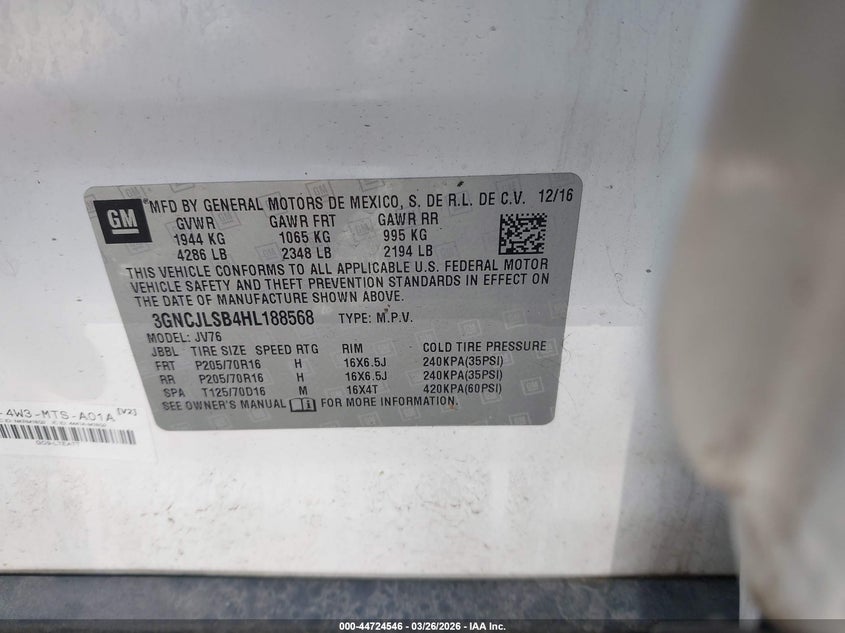 GM
MFD BY GENERAL MOTORS DE MEXICO, S. DE R.L. DE C.V. 12/16
GVWR GAWR FRT GAWR RR
1944 KG 1065 KG 995 KG
4286 LB 2348 LB 2194 LB
THIS VEHICLE CONFORMS TO ALL APPLICABLE U.S. FEDERAL MOTOR
VEHICLE SAFETY AND THEFT PREVENTION STANDARDS IN EFFECT ON
THE DATE OF MANUFACTURE SHOWN ABOVE.
3GNCJLSB4HL188568 TYPE: M.P.V.
MODEL: JV76
JBBL TIRE SIZE SPEED RTG RIM COLD TIRE PRESSURE
FRT P205/70R16 H 16X6.5J 240KPA(35PSI)
RR P205/70R16 H 16X6.5J 240KPA(35PSI)
SPA T125/70D16 M 16X4T 420KPA(60PSI)
SEE OWNER'S MANUAL FOR MORE INFORMATION.
4W3-MTS-A01A [V2]
000-44724546 — 03/26/2026 — IAA Inc.